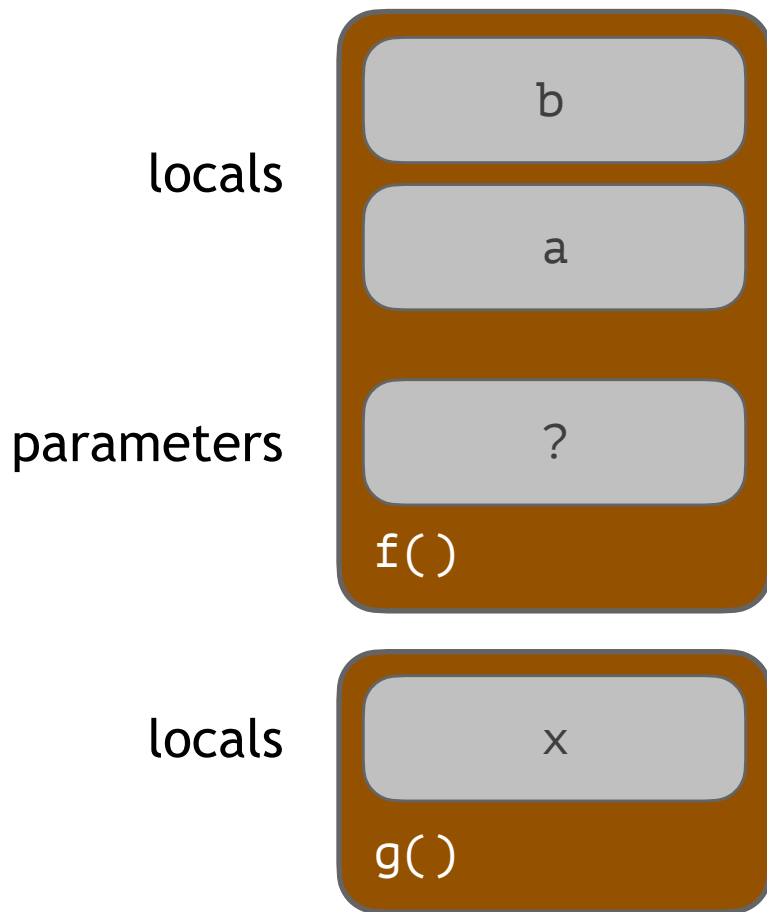 b
locals
a
parameters
?
f()
locals
x
g()